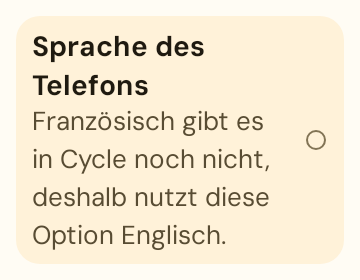 Sprache des
Telefons
Französisch gibt es
in Cycle noch nicht,
deshalb nutzt diese
Option Englisch.